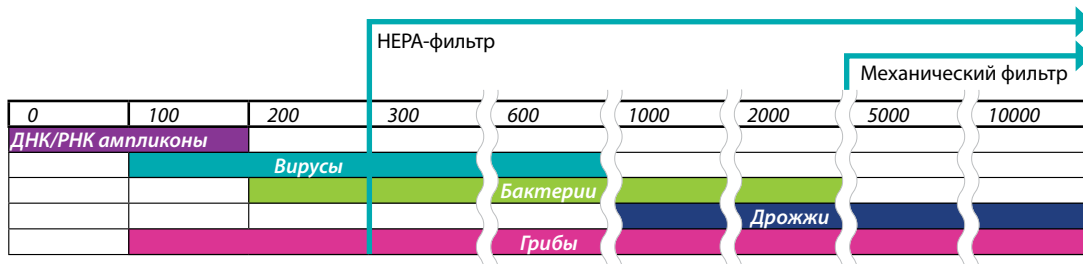 HEPA-фильтр
Механический фильтр
0 100 200 300 600 1000 2000 5000 10000
ДНК/РНК ампликоны
Вирусы
Бактерии
Дрожжи
Грибы